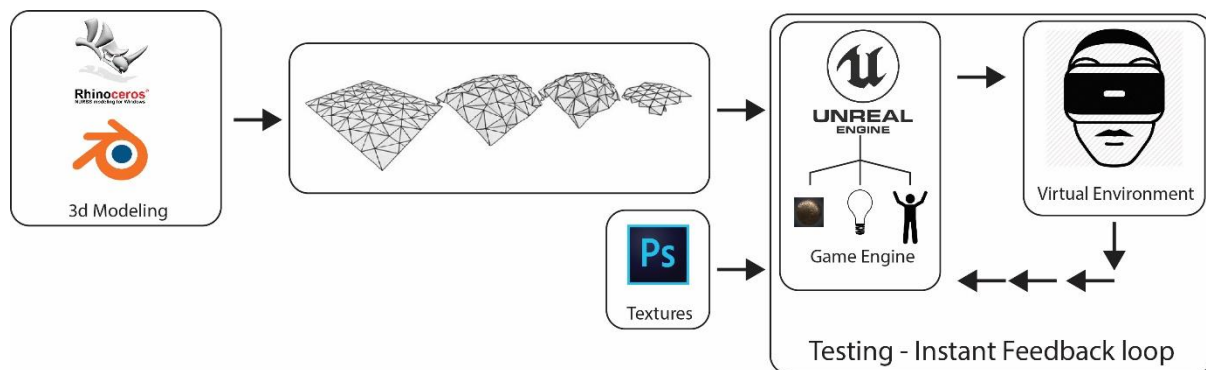 Rhinoceros®
NURBS modeling for Windows
3d Modeling
Ps
Textures
UNREAL
ENGINE
Game Engine
Virtual Environment
Testing - Instant Feedback loop